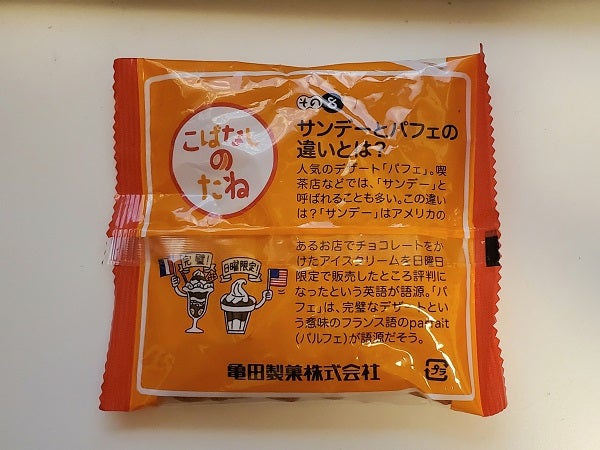 その8
こばなし
の
たね
サンデーとパフェの
違いとは?
人気のデザート「パフェ」。喫
茶店などでは、「サンデー」と
呼ばれることも多い。この違い
は?「サンデー」はアメリカの
あるお店でチョコレートをか
けたアイスクリームを日曜日
限定で販売したところ評判に
なったという英語が語源。「パ
フェ」は、完璧なデザートとい
う意味のフランス語のparfait
(パルフェ)が語源だそう。
完璧!
日曜限定!
亀田製菓株式会社
プラ